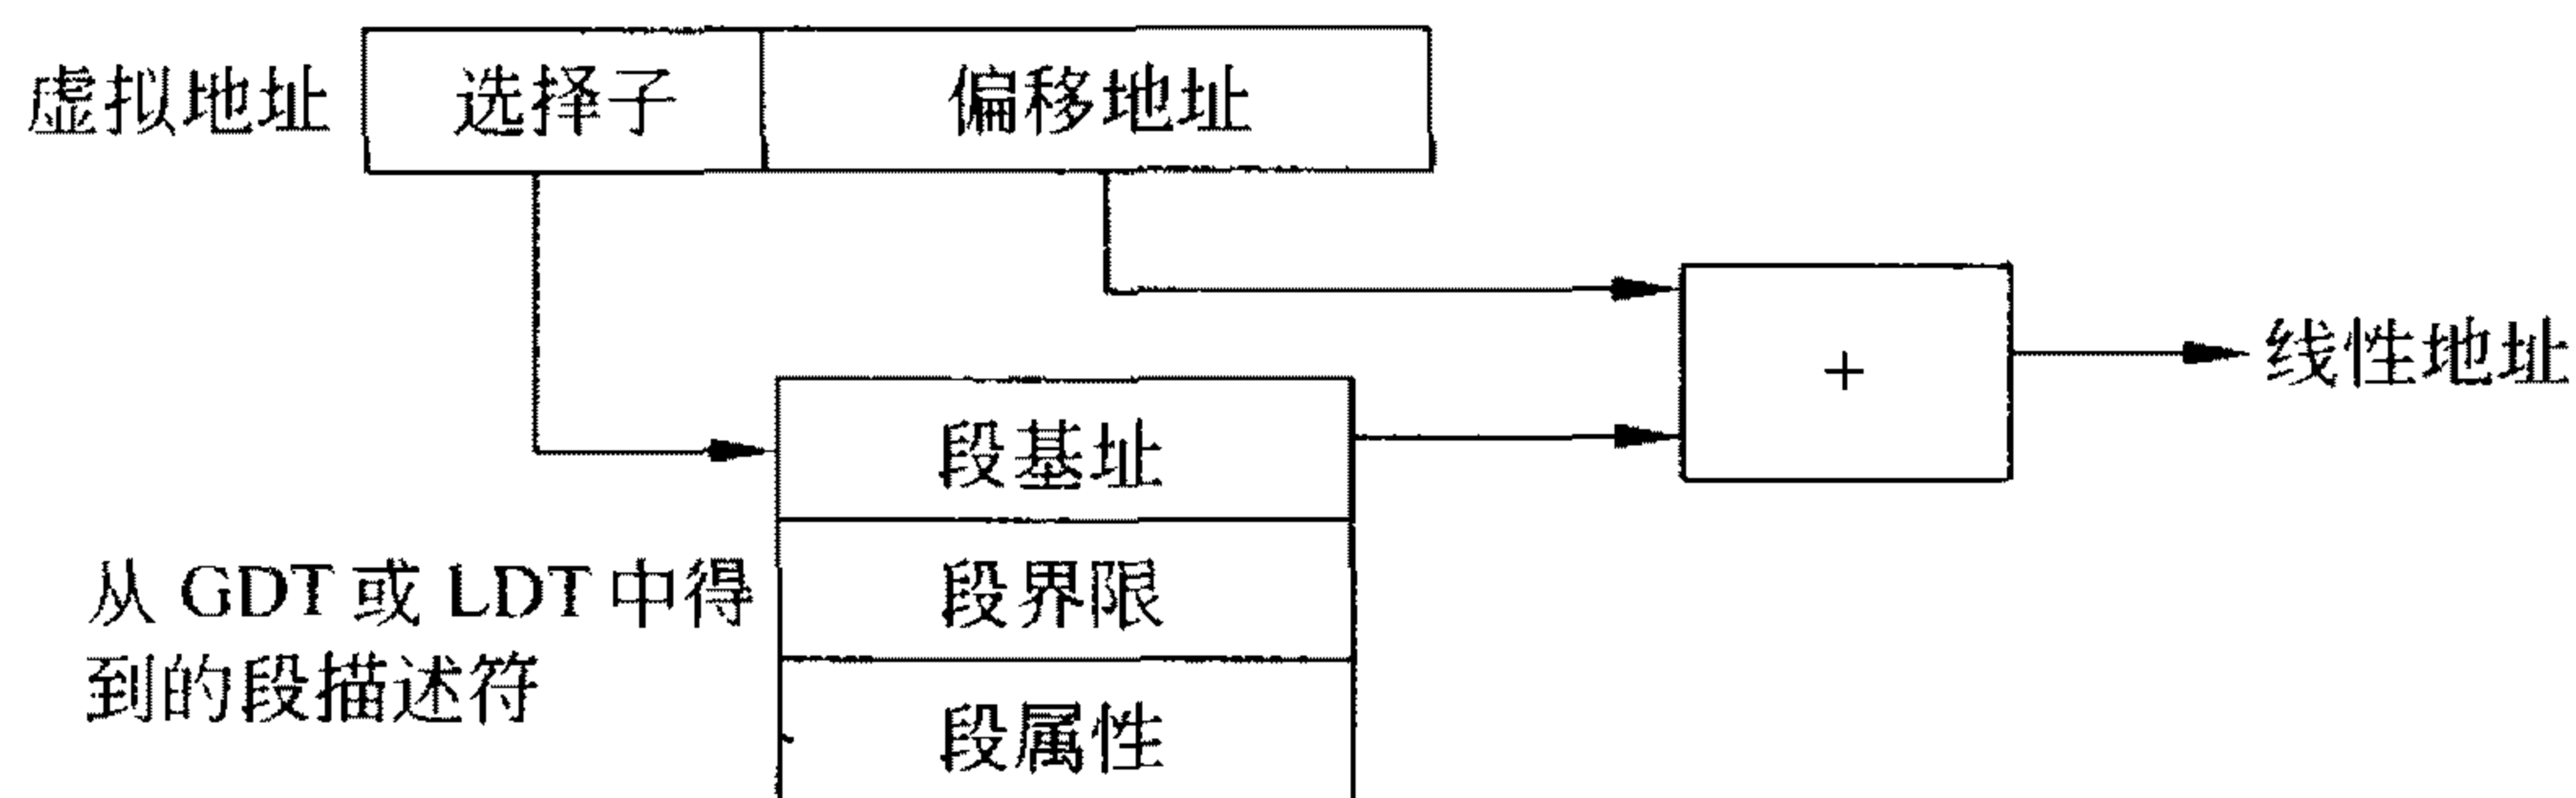 虚拟地址 选择子 偏移地址
+
线性地址
段基址
段界限
段属性
从 GDT 或 LDT 中得
到的段描述符